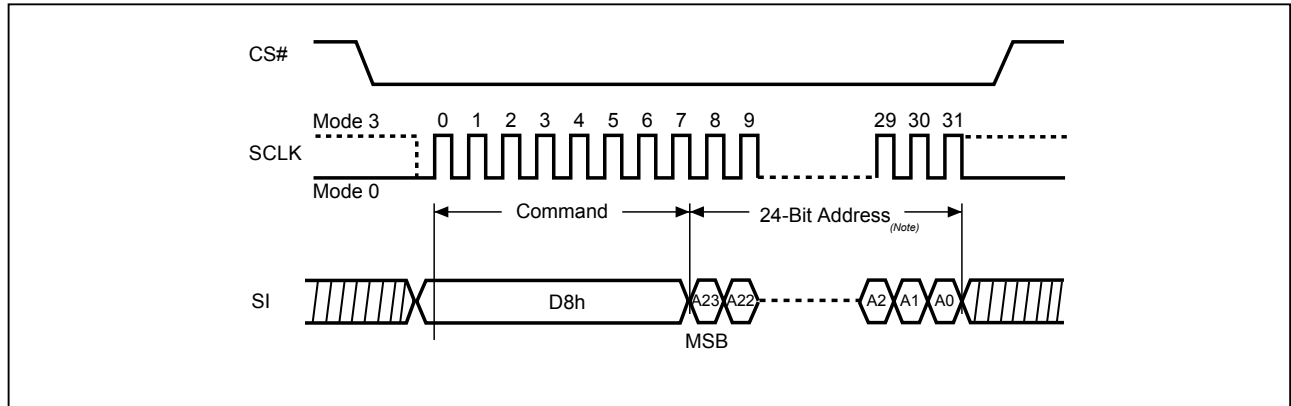 CS#
Mode 3
0 1 2 3 4 5 6 7 8 9 29 30 31
SCLK
Mode 0
Command 24-Bit Address (Note)
SI D8h A23 A22 A2 A1 A0
MSB